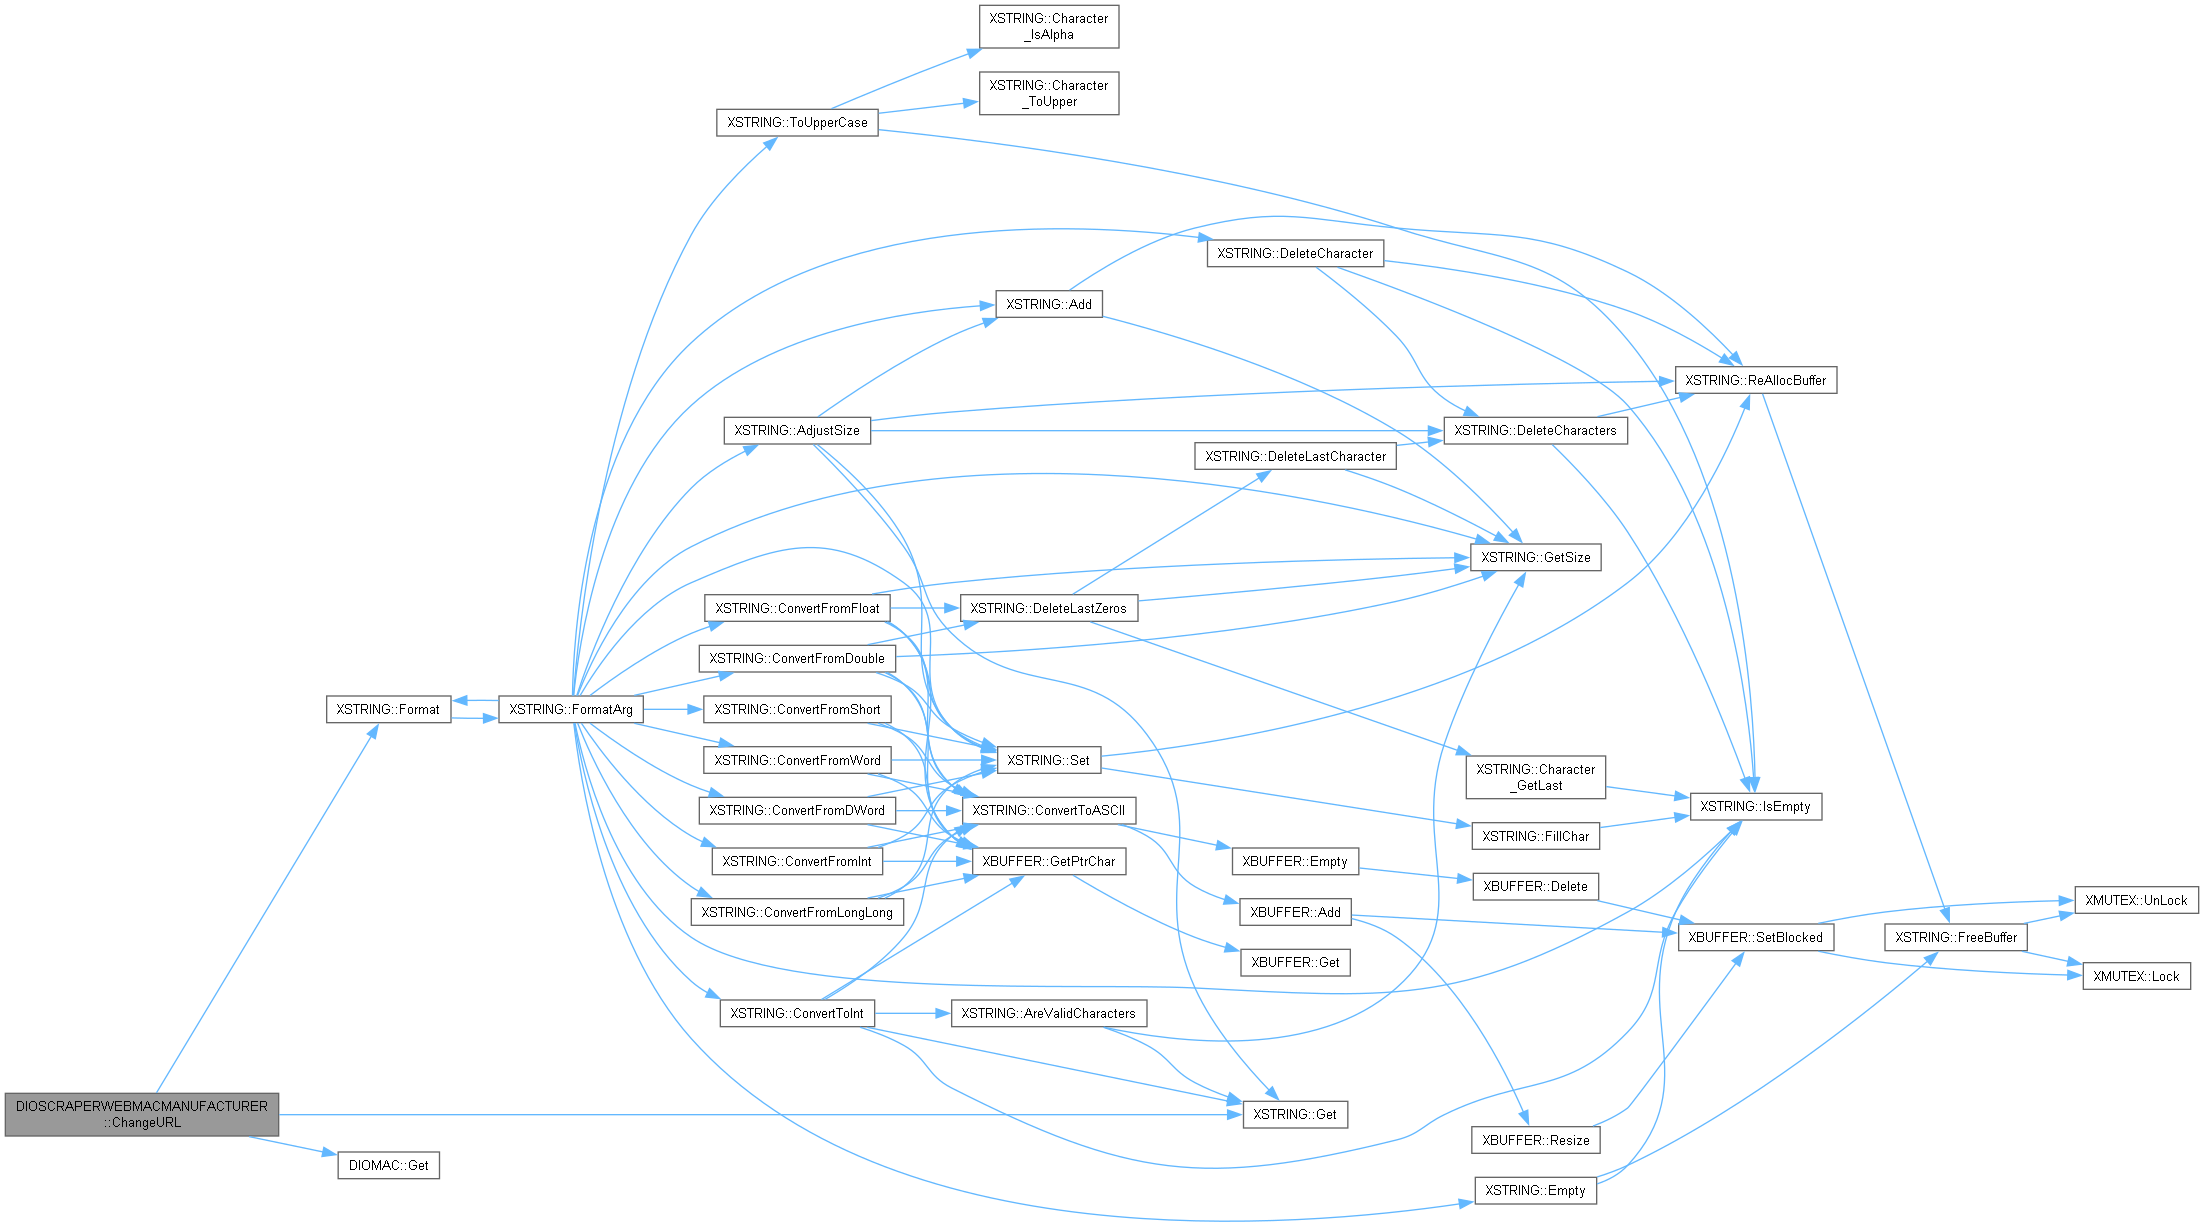 XSTRING::Character
_IsAlpha
XSTRING::Character
_ToUpper
XSTRING::ToUpperCase
XSTRING::DeleteCharacter
XSTRING::Add
XSTRING::ReAllocBuffer
XSTRING::AdjustSize
XSTRING::DeleteCharacters
XSTRING::DeleteLastCharacter
XSTRING::GetSize
XSTRING::ConvertFromFloat
XSTRING::DeleteLastZeros
XSTRING::ConvertFromDouble
XSTRING::Format
XSTRING::FormatArg
XSTRING::ConvertFromShort
XSTRING::ConvertFromWord
XSTRING::Set
XSTRING::Character
_GetLast
XSTRING::ConvertFromDWord
XSTRING::ConvertToASCII
XSTRING::IsEmpty
XSTRING::FillChar
XSTRING::ConvertFromInt
XBUFFER::GetPtrChar
XBUFFER::Empty
XBUFFER::Delete
XMUTEX::UnLock
XSTRING::ConvertFromLongLong
XBUFFER::Add
XBUFFER::SetBlocked
XSTRING::FreeBuffer
XBUFFER::Get
XMUTEX::Lock
XSTRING::ConvertToInt
XSTRING::AreValidCharacters
DIOSCRAPERWEBMACMANUFACTURER
::ChangeURL
XSTRING::Get
XBUFFER::Resize
DIOMAC::Get
XSTRING::Empty